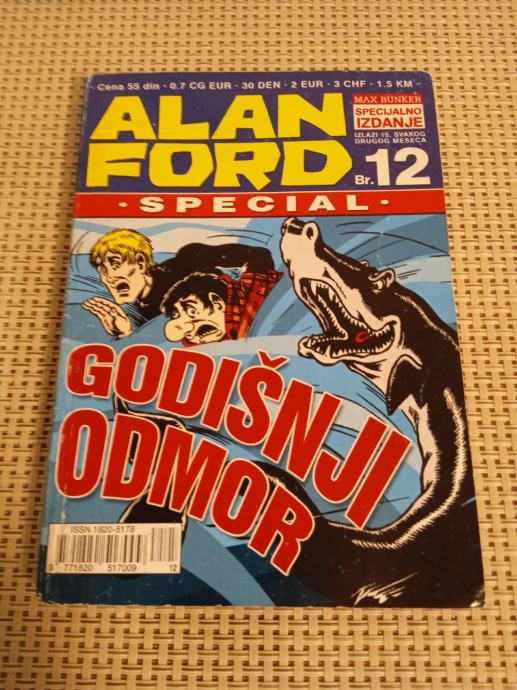 Cena 55 din · 0.7 CG EUR · 30 DEN · 2 EUR · 3 CHF · 1.5 KM
ALAN
FORD
MAX BUNKER
SPECIJALNO
IZDANJE
IZLAZI 15. SVAKOG
DRUGOG MESECA
Br. 12
· SPECIAL ·
GODIŠNJI
ODMOR
ISSN 1820-5178
9 771820 517009
12